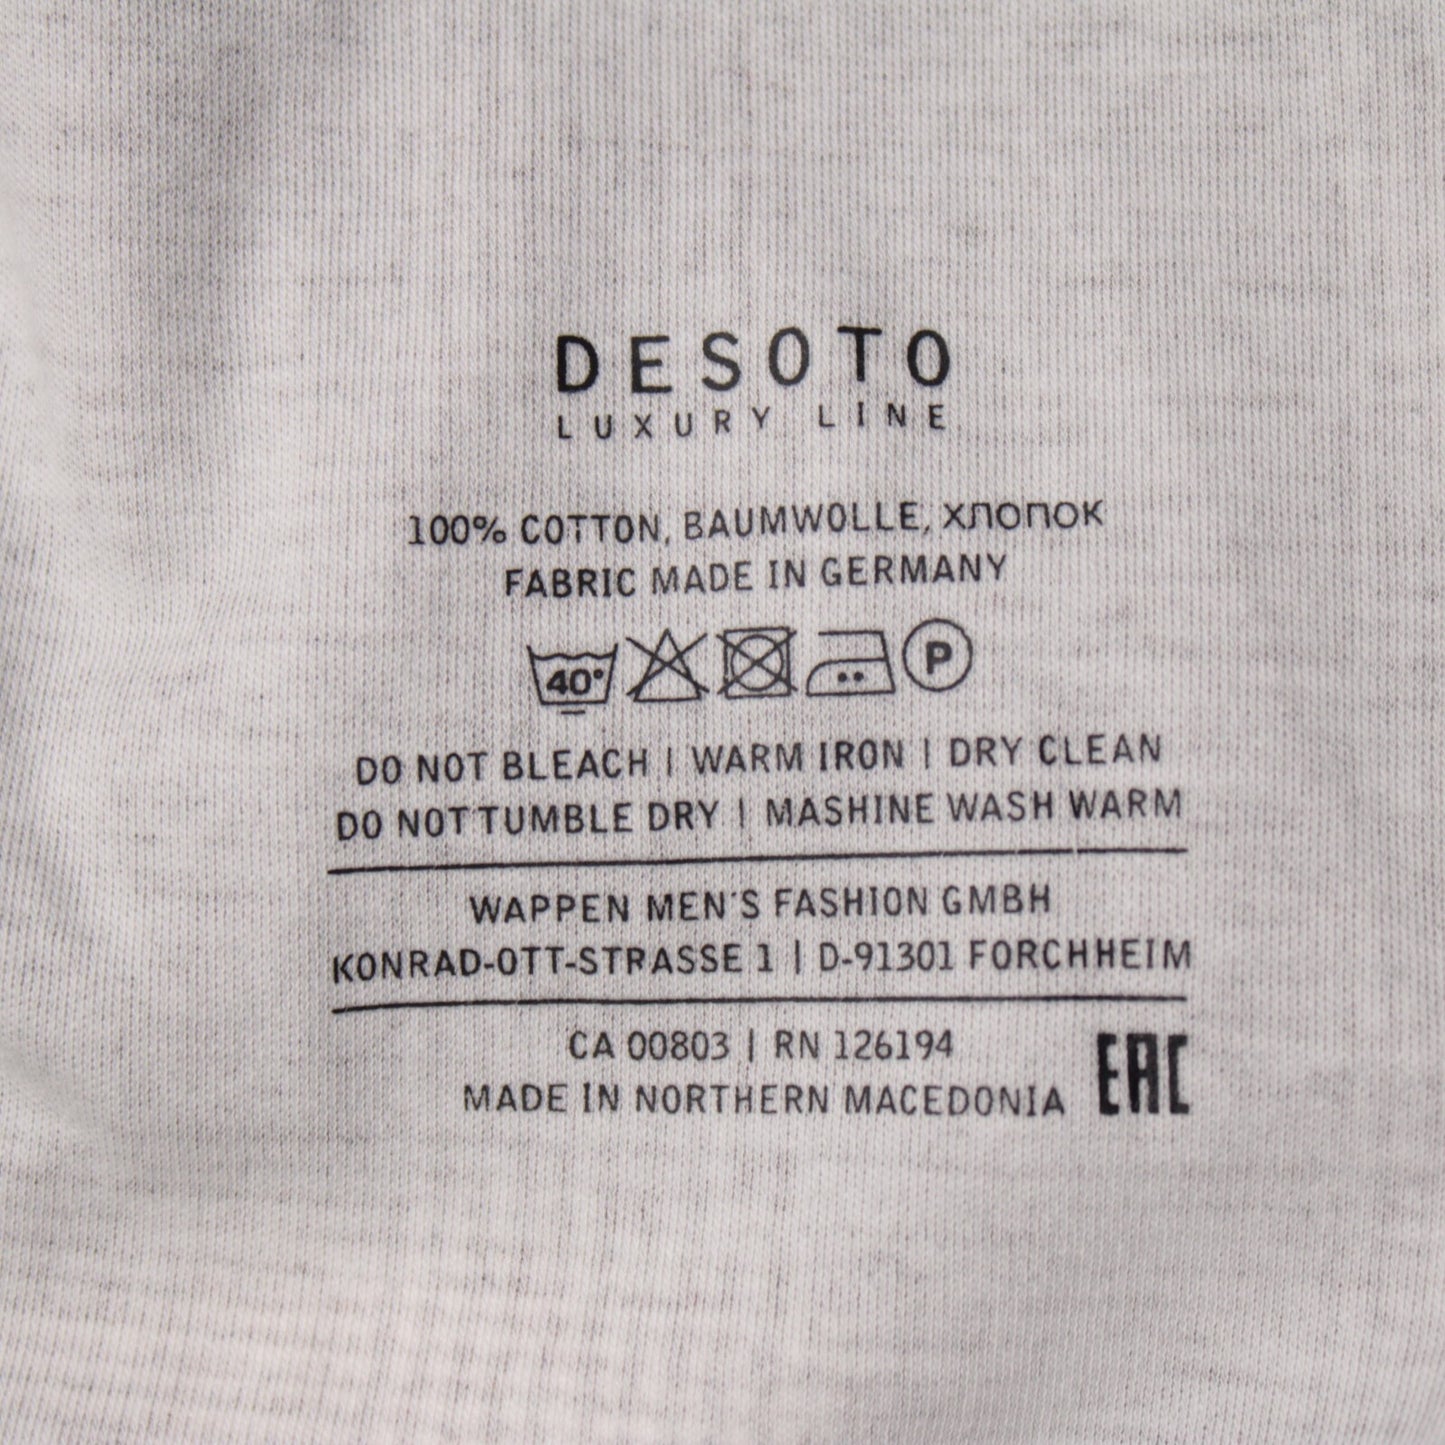 DESOTO
LUXURY LINE
100% COTTON, BAUMWOLLE, ХЛОПОК
FABRIC MADE IN GERMANY
40° P
DO NOT BLEACH | WARM IRON | DRY CLEAN
DO NOT TUMBLE DRY | MASHINE WASH WARM
WAPPEN MEN'S FASHION GMBH
KONRAD-OTT-STRASSE 1 | D-91301 FORCHHEIM
CA 00803 | RN 126194
MADE IN NORTHERN MACEDONIA EAC